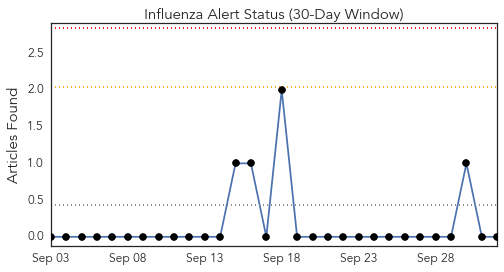 Influenza Alert Status (30-Day Window)
Articles Found
2.5
2.0
1.5
1.0
0.5
0.0
Sep 03 Sep 08 Sep 13 Sep 18 Sep 23 Sep 28